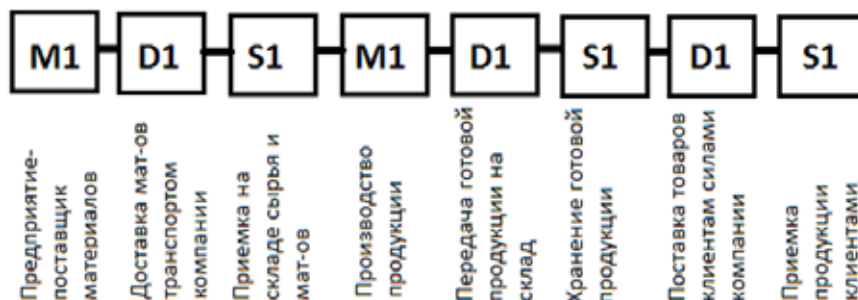 M1 D1 S1 M1 D1 S1 D1 S1
Предприятие-
поставщик
материалов
Доставка мат-ов
транспортом
компании
Приемка на
складе сырья и
мат-ов
Производство
продукции
Передача готовой
продукции на
склад
Хранение готовой
продукции
Поставка товаров
клиентам силами
компании
Приемка
продукции
клиентами